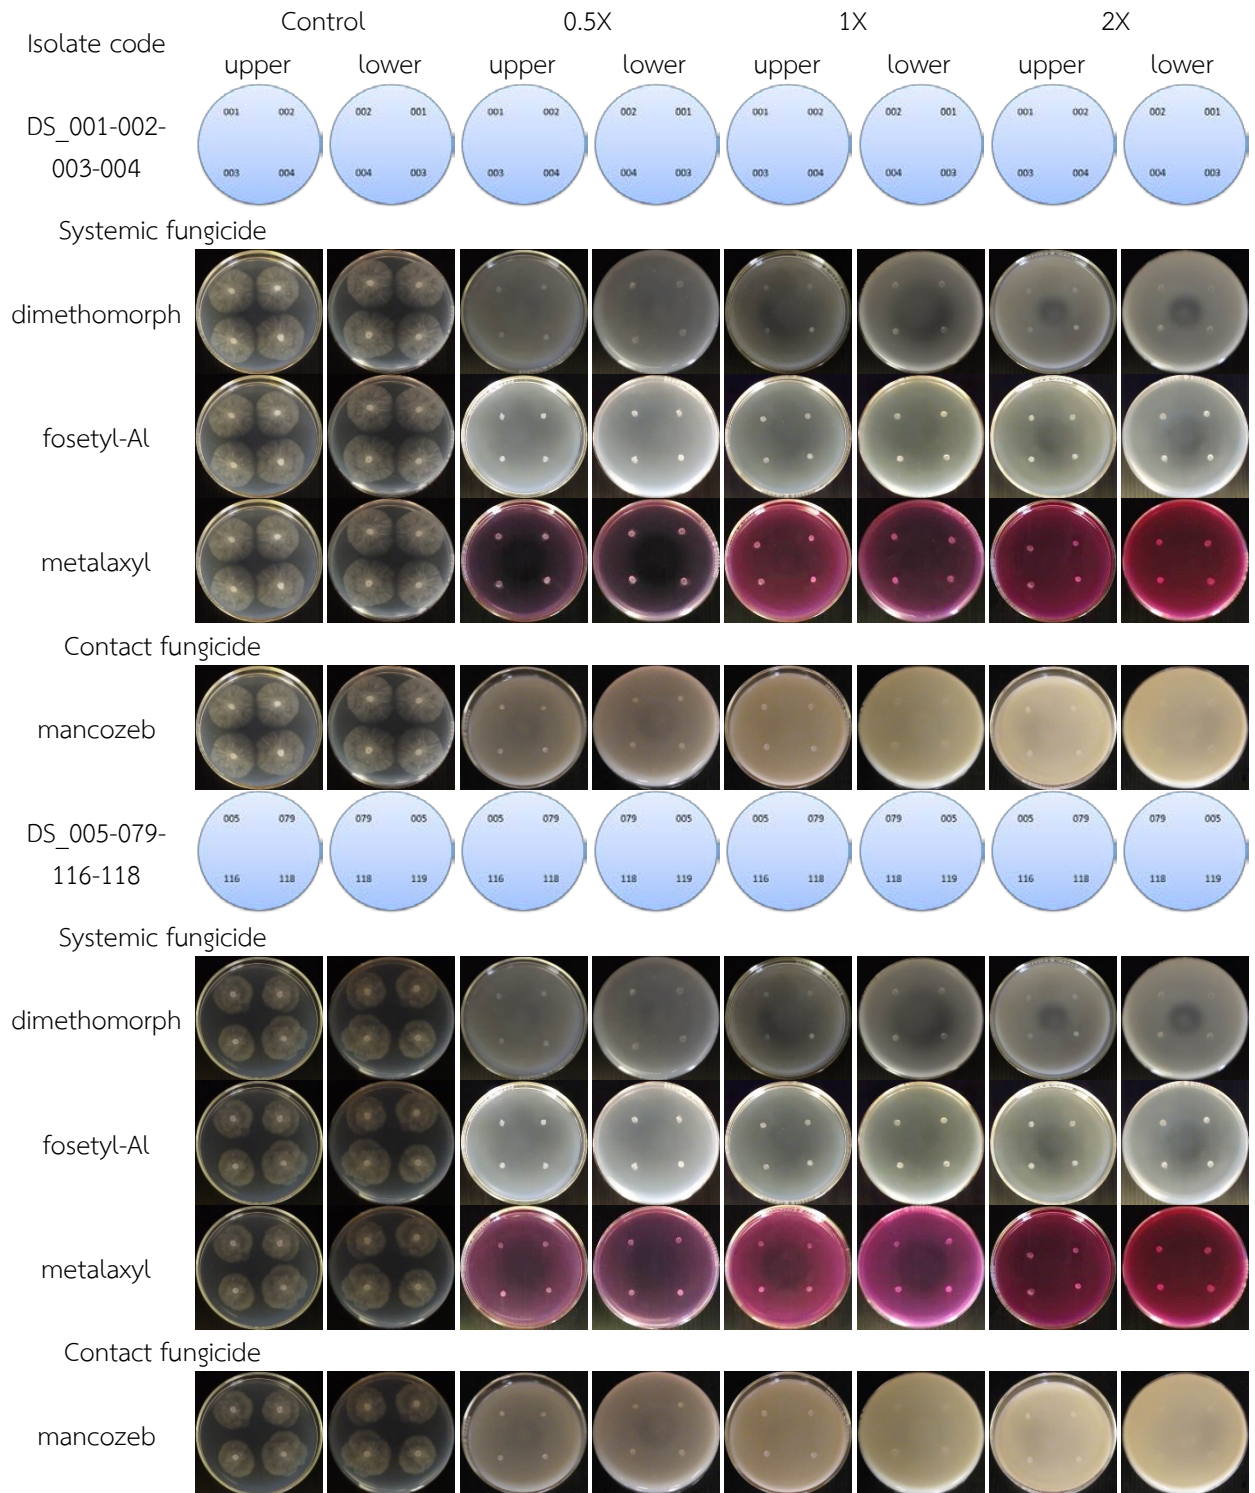 Isolate code
Control 0.5X 1X 2X
upper lower upper lower upper lower upper lower
DS_001-002-
003-004
001 002 002 001 001 002 002 001 001 002 002 001 001 002 002 001
003 004 004 003 003 004 004 003 003 004 004 003 003 004 004 003
Systemic fungicide
dimethomorph
fosetyl-Al
metalaxyl
Contact fungicide
mancozeb
DS_005-079-
116-118
005 079 079 005 005 079 079 005 005 079 079 005 005 079 079 005
116 118 118 119 116 118 118 119 116 118 118 119 116 118 118 119
Systemic fungicide
dimethomorph
fosetyl-Al
metalaxyl
Contact fungicide
mancozeb